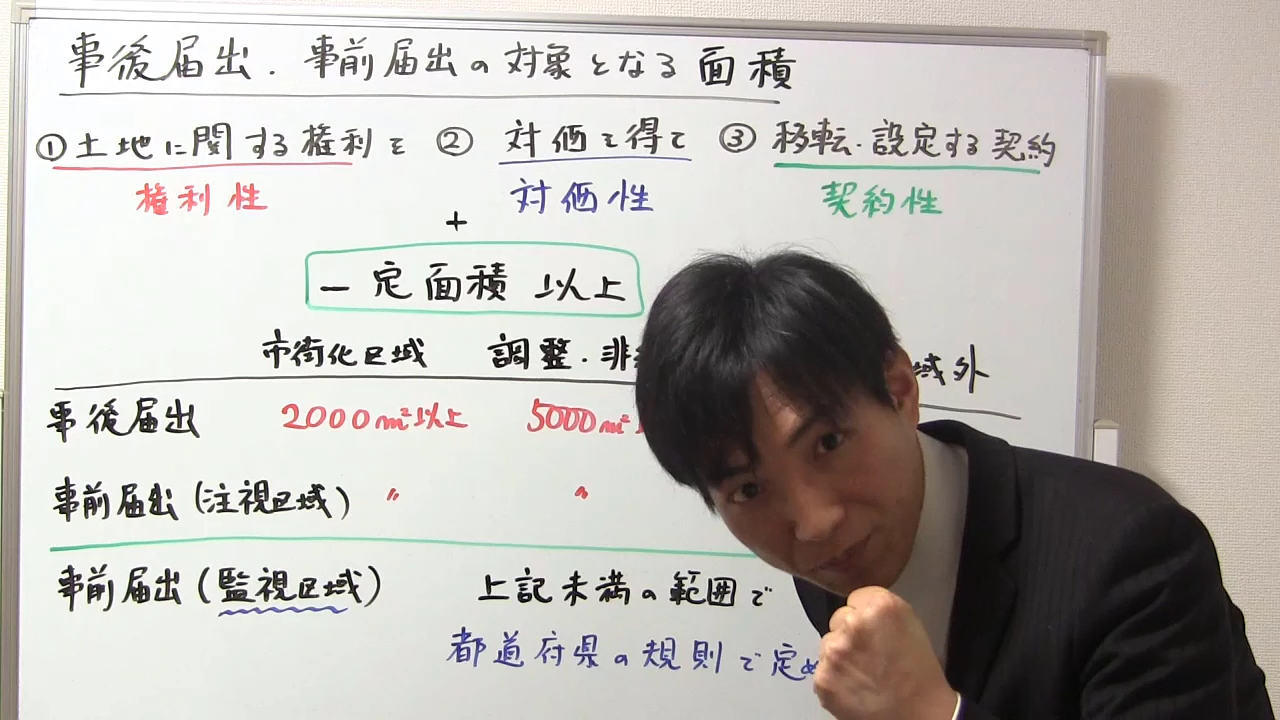 事後届出・事前届出の対象となる面積
①土地に関する権利を ②対価を得て ③移転・設定する契約
権利性 対価性 契約性
+
一定面積以上
市街化区域 調整・非 域外
事後届出 2000㎡以上 5000㎡
事前届出(注視区域) 〃 〃
事前届出(監視区域) 上記未満の範囲で
都道府県の規則で定め